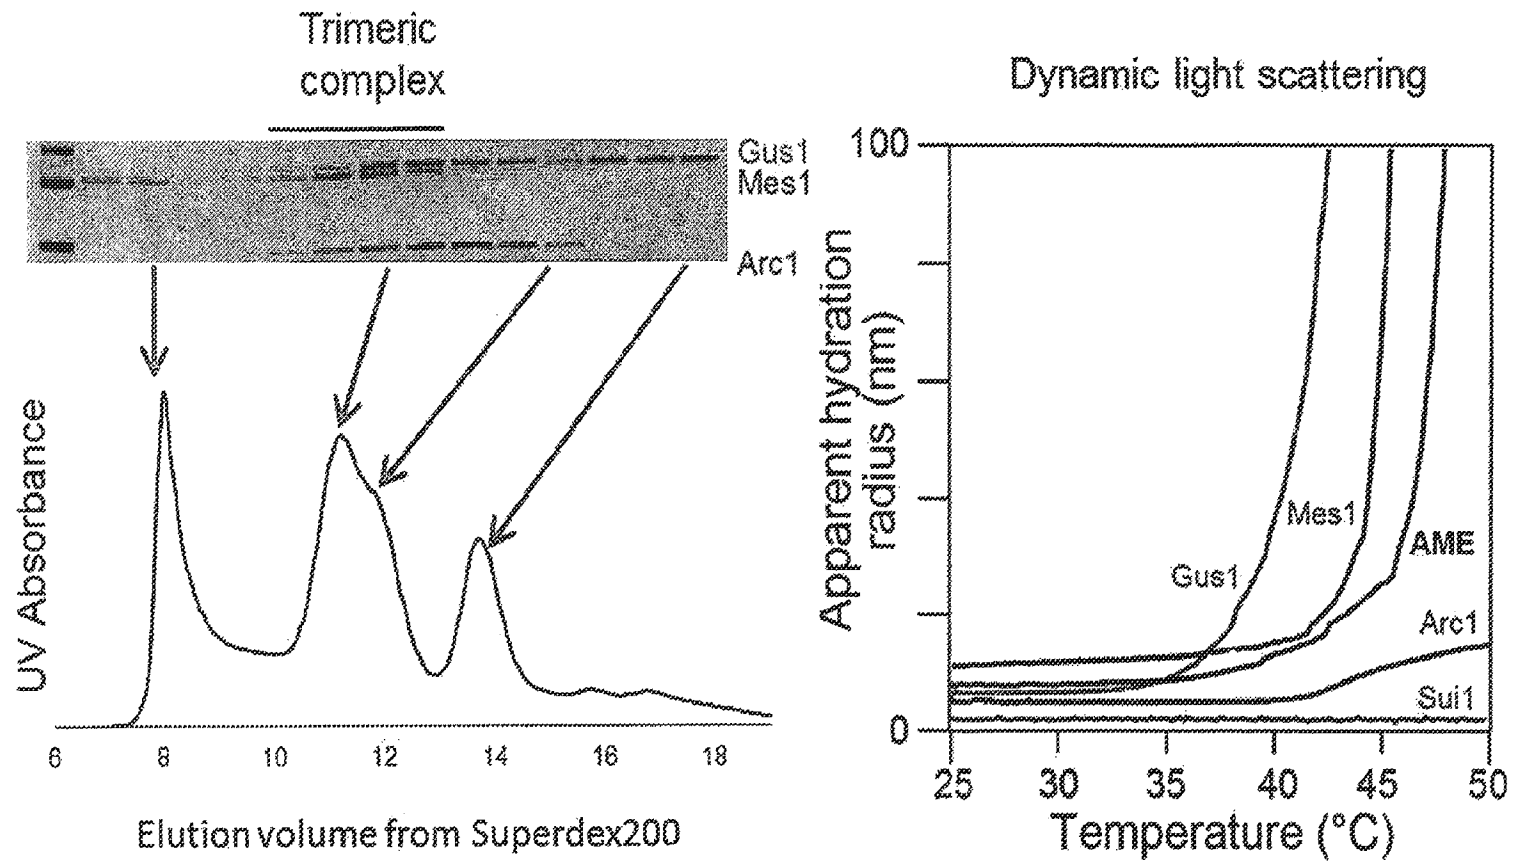 Trimeric
complex
Gus1
Mes1
Arc1
UV Absorbance
6 8 10 12 14 16 18
Elution volume from Superdex200
Dynamic light scattering
100
0
Apparent hydration
radius (nm)
Gus1
Mes1
AME
Arc1
Sui1
25 30 35 40 45 50
Temperature (°C)